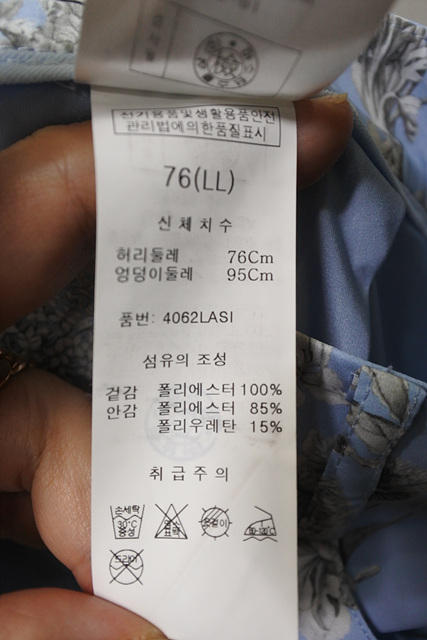 전기용품및생활용품안전
관리법에의한품질표시
76(LL)
신체치수
허리둘레 76Cm
엉덩이둘레 95Cm
품번: 4062LASI
섬유의 조성
겉감 폴리에스터 100%
안감 폴리에스터 85%
폴리우레탄 15%
취급주의
손세탁
30°C
중성
드라이